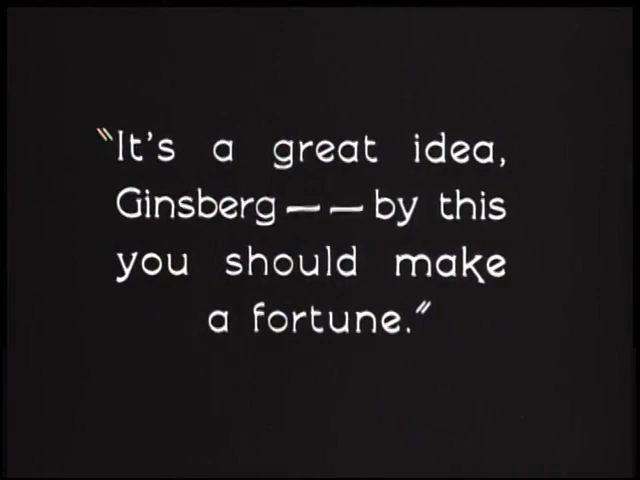 "It's a great idea,
Ginsberg — — by this
you should make
a fortune."